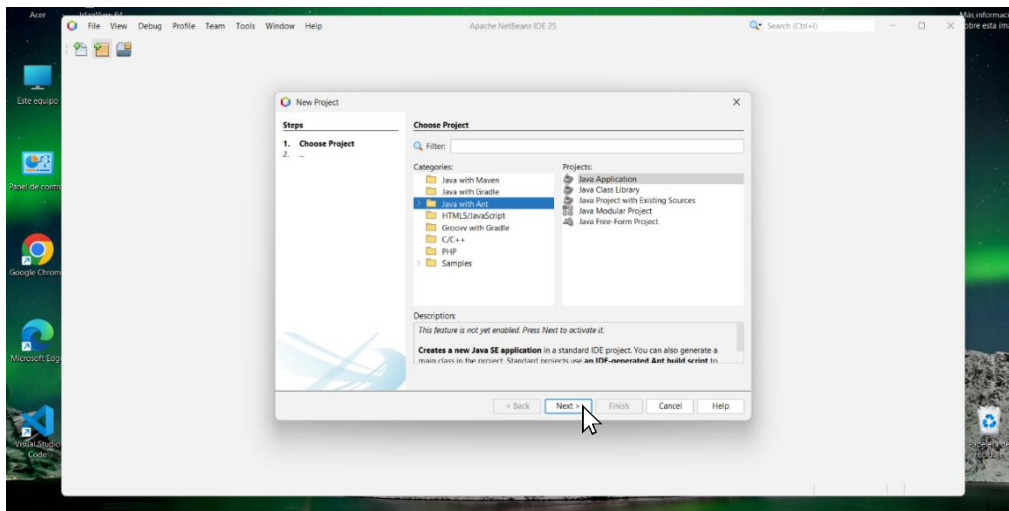 Acer
File View Debug Profile Team Tools Window Help
Apache NetBeans IDE 25
Search (Ctrl+I)
Más informac
obre esta im
Este equipo
Panel de contr
Google Chrom
Microsoft Edg
Visual Studio
Code
New Project
Steps
1. Choose Project
2. ...
Choose Project
Filter:
Categories:
Java with Maven
Java with Gradle
Java with Ant
HTML5/JavaScript
Groovy with Gradle
C/C++
PHP
Samples
Projects:
Java Application
Java Class Library
Java Project with Existing Sources
Java Modular Project
Java Free-Form Project
Description:
This feature is not yet enabled. Press Next to activate it.
Creates a new Java SE application in a standard IDE project. You can also generate a
main class in the project. Standard projects use an IDE-generated Ant build script to
< Back Next > Finish Cancel Help
Papelera de